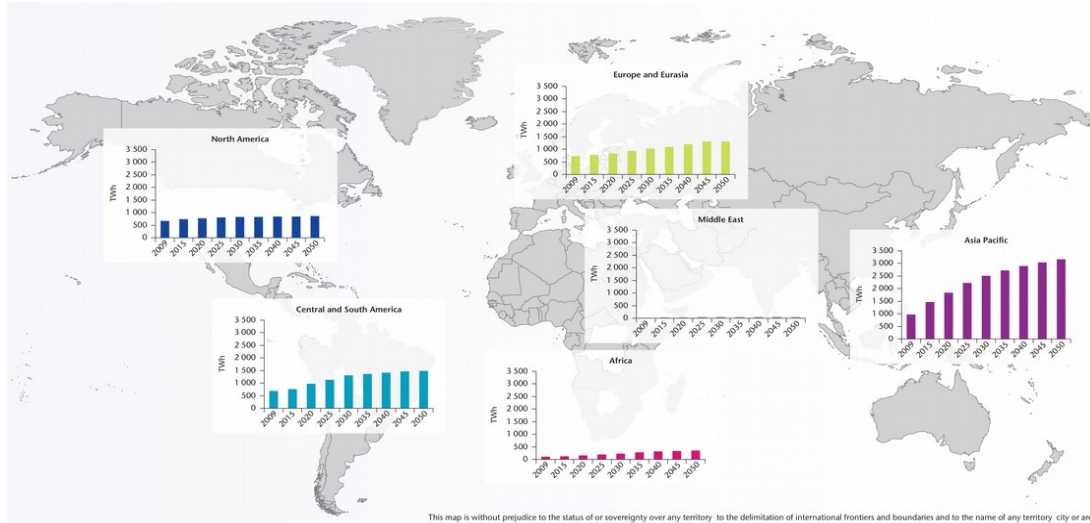 Europe and Eurasia
3 500
3 000
2 500
2 000
1 500
1 000
500
0
TWh
2009 2015 2020 2025 2030 2035 2040 2045 2050
North America
3 500
3 000
2 500
2 000
1 500
1 000
500
0
TWh
2009 2015 2020 2025 2030 2035 2040 2045 2050
Middle East
3 500
3 000
2 500
2 000
1 500
1 000
500
0
TWh
2009 2015 2020 2025 2030 2035 2040 2045 2050
Asia Pacific
3 500
3 000
2 500
2 000
1 500
1 000
500
0
TWh
2009 2015 2020 2025 2030 2035 2040 2045 2050
Central and South America
3 500
3 000
2 500
2 000
1 500
1 000
500
0
TWh
2009 2015 2020 2025 2030 2035 2040 2045 2050
Africa
3 500
3 000
2 500
2 000
1 500
1 000
500
0
TWh
2009 2015 2020 2025 2030 2035 2040 2045 2050
This map is without prejudice to the status of or sovereignty over any territory to the delimitation of international frontiers and boundaries and to the name of any territory city or are